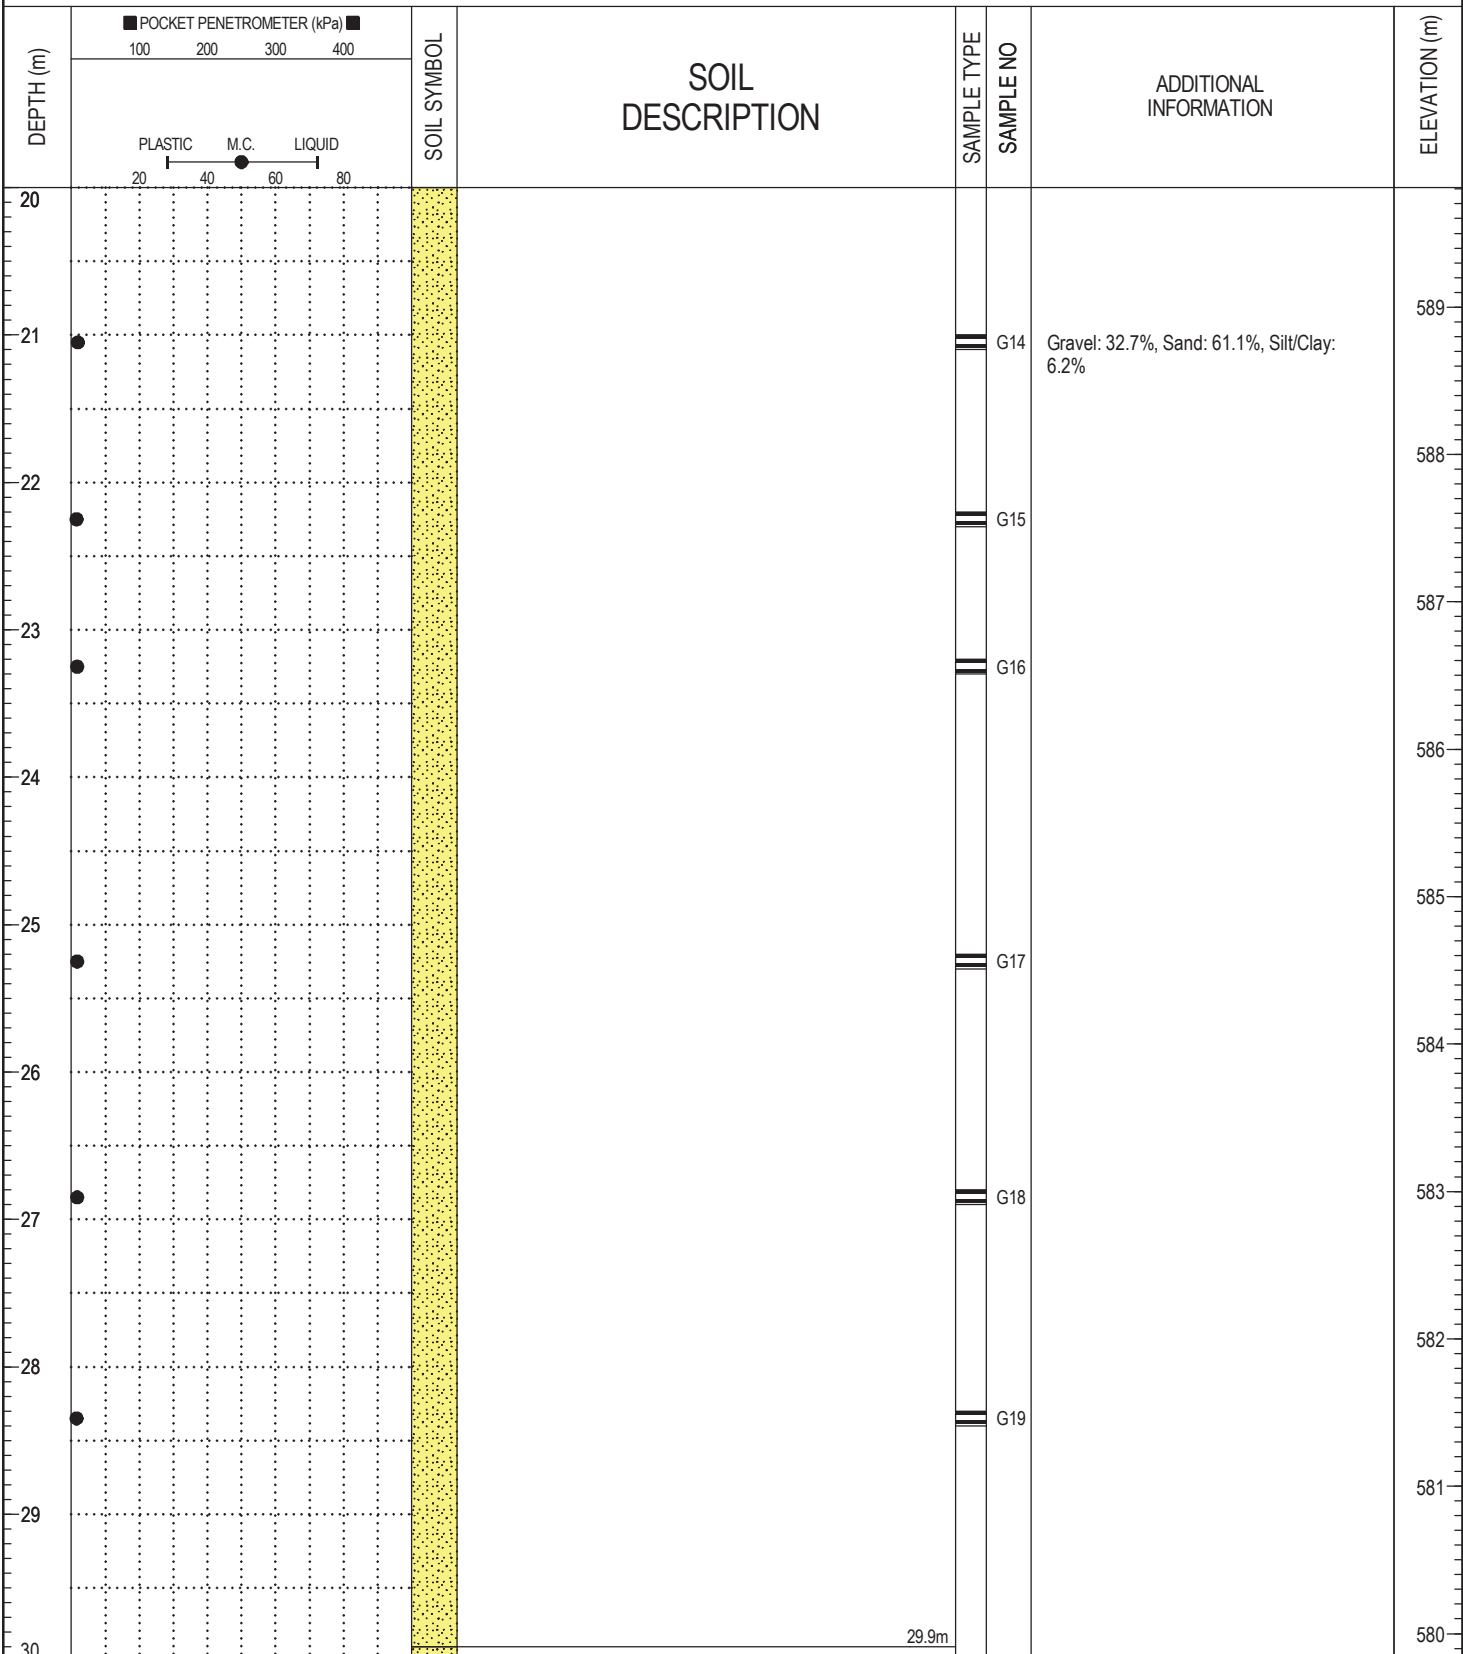 POCKET PENETROMETER (kPa)
100 200 300 400
DEPTH (m)
PLASTIC M.C. LIQUID
20 40 60 80
SOIL SYMBOL
SOIL
DESCRIPTION
SAMPLE TYPE
SAMPLE NO
ADDITIONAL
INFORMATION
ELEVATION (m)
20
589
21
G14 Gravel: 32.7%, Sand: 61.1%, Silt/Clay:
6.2%
588
22
G15
587
23
G16
586
24
585
25
G17
584
26
583
G18
27
582
28
G19
581
29
580
29.9m
30